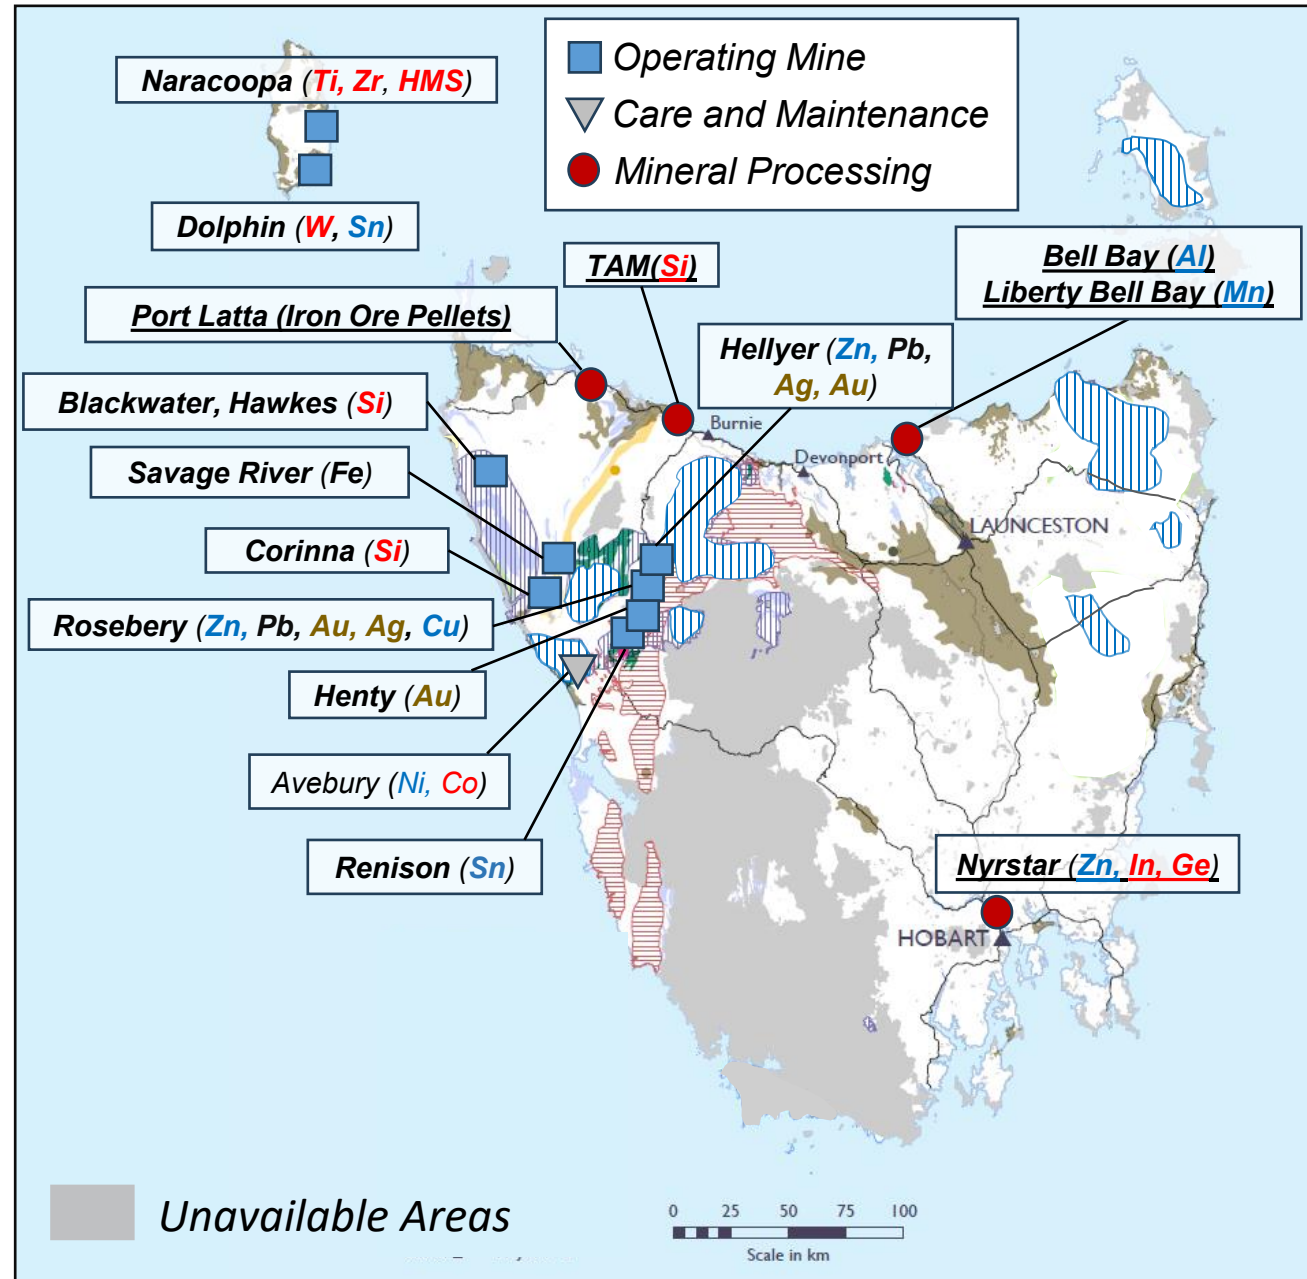 Naracoopa (Ti, Zr, HMS)
Operating Mine
Care and Maintenance
Mineral Processing
Dolphin (W, Sn)
TAM(Si)
Bell Bay (Al)
Liberty Bell Bay (Mn)
Port Latta (Iron Ore Pellets)
Hellyer (Zn, Pb,
Ag, Au)
Blackwater, Hawkes (Si)
Burnie
Devonport
Savage River (Fe)
LAUNCESTON
Corinna (Si)
Rosebery (Zn, Pb, Au, Ag, Cu)
Henty (Au)
Avebury (Ni, Co)
Renison (Sn)
Nyrstar (Zn, In, Ge)
HOBART
Unavailable Areas
0 25 50 75 100
Scale in km